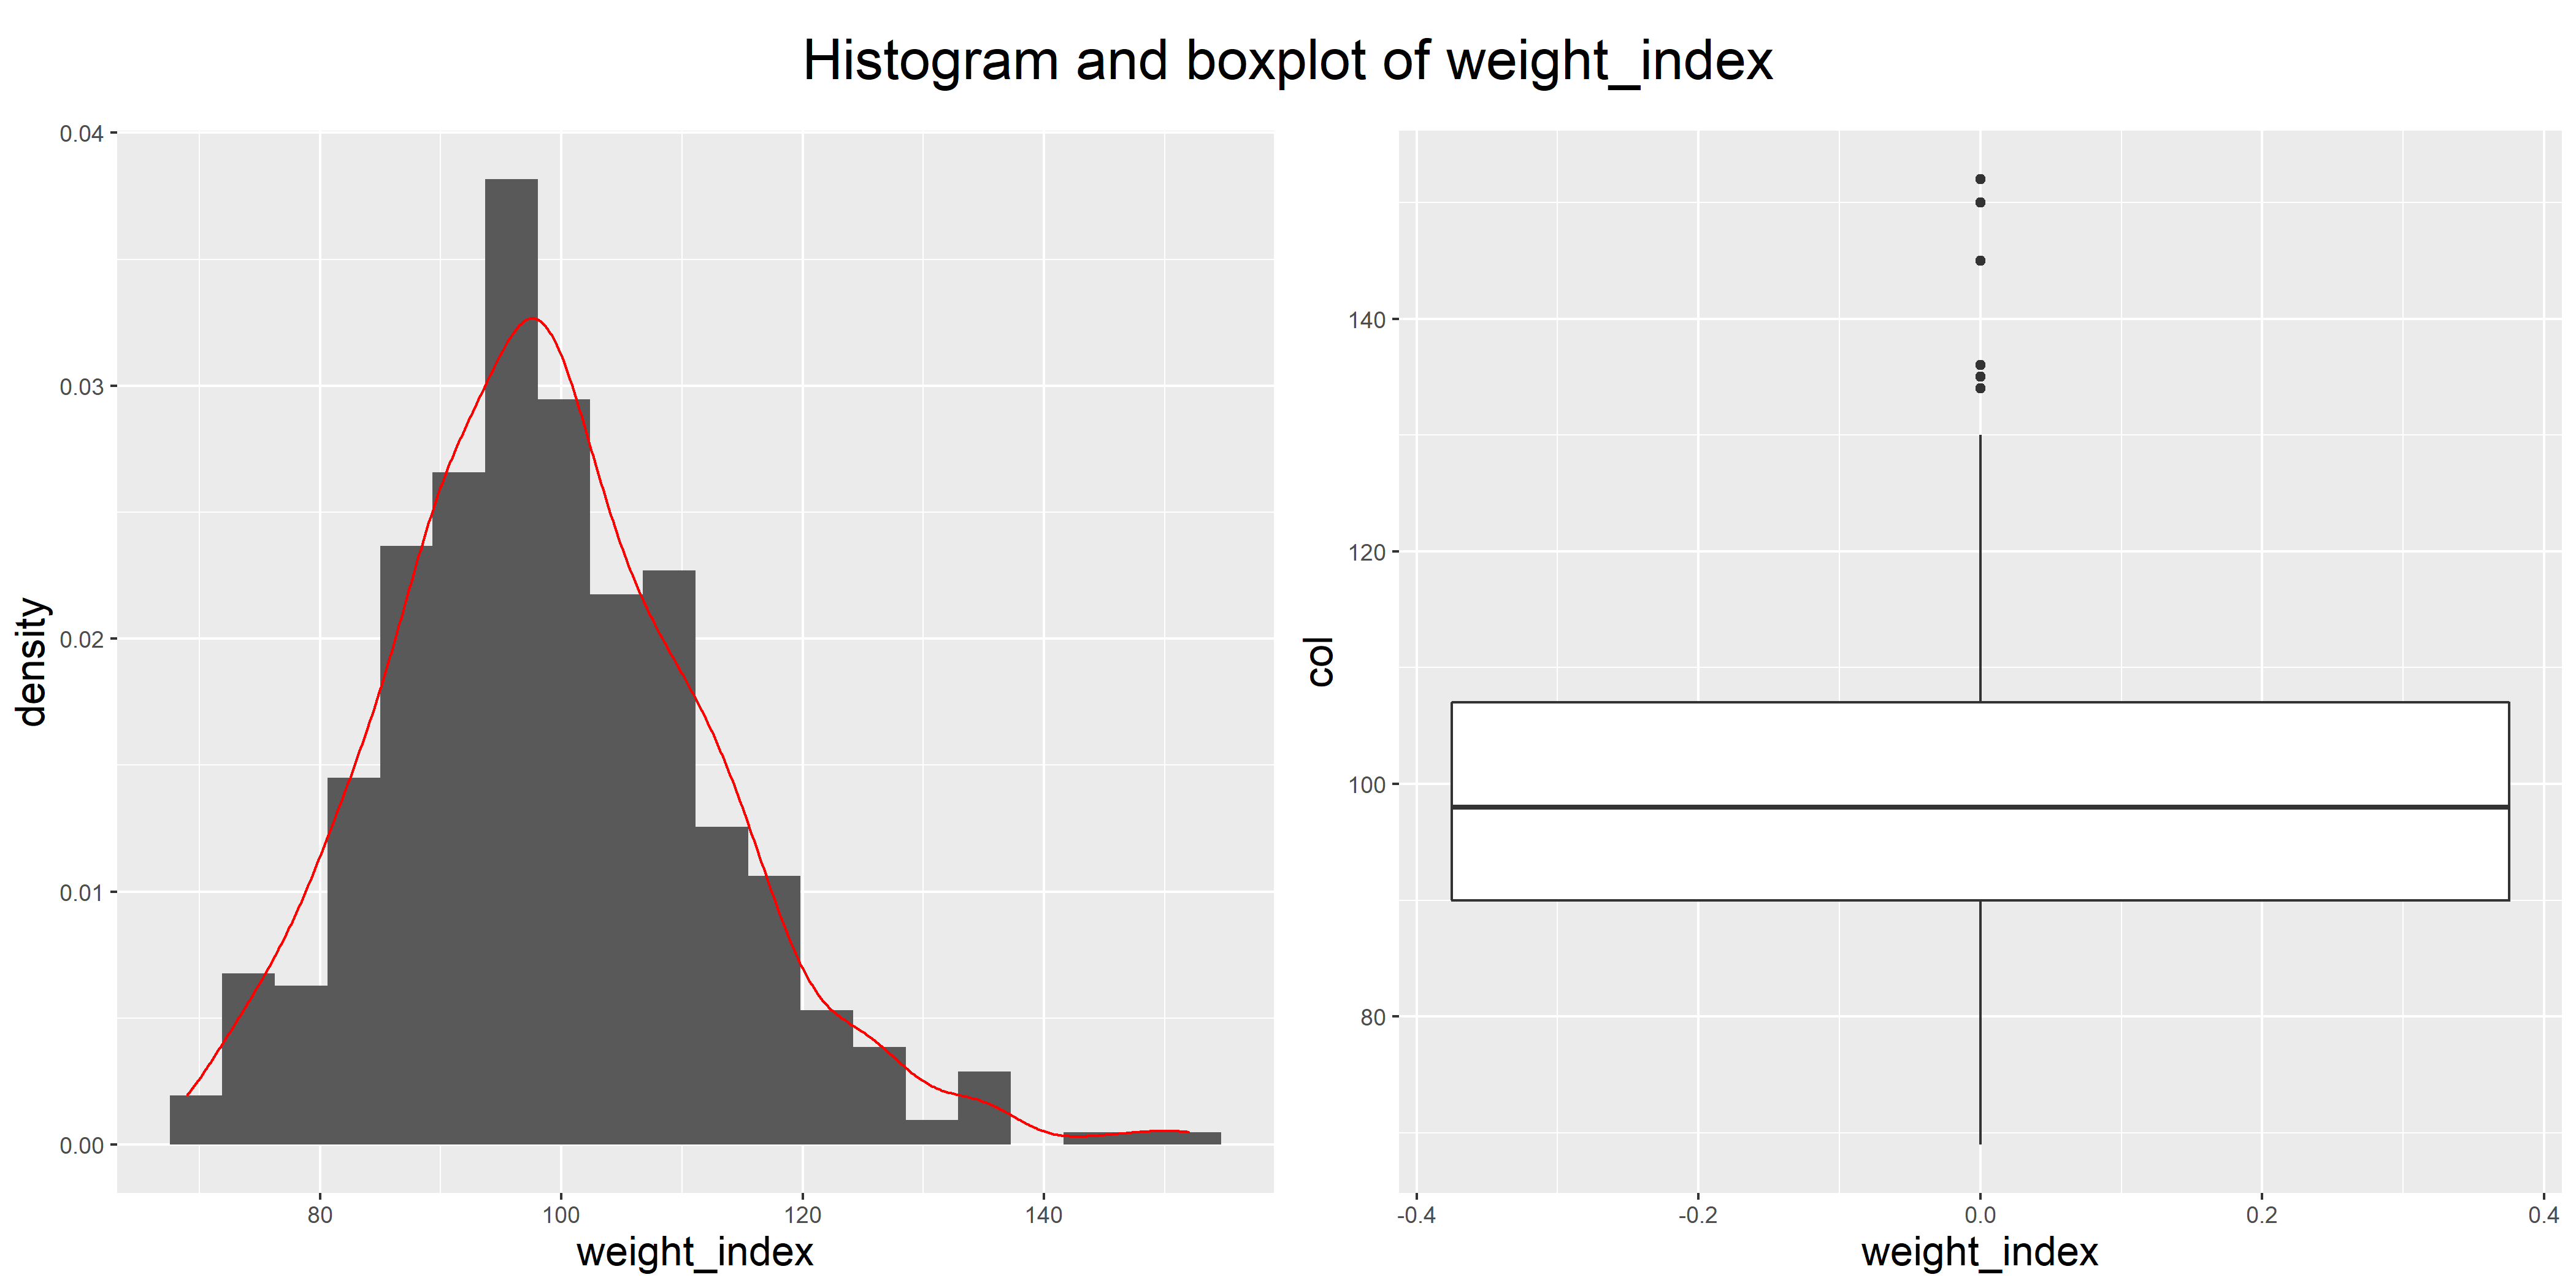 Histogram and boxplot of weight_index
density
0.04
0.03
0.02
0.01
0.00
80 100 120 140
weight_index
col
140
120
100
80
-0.4 -0.2 0.0 0.2 0.4
weight_index